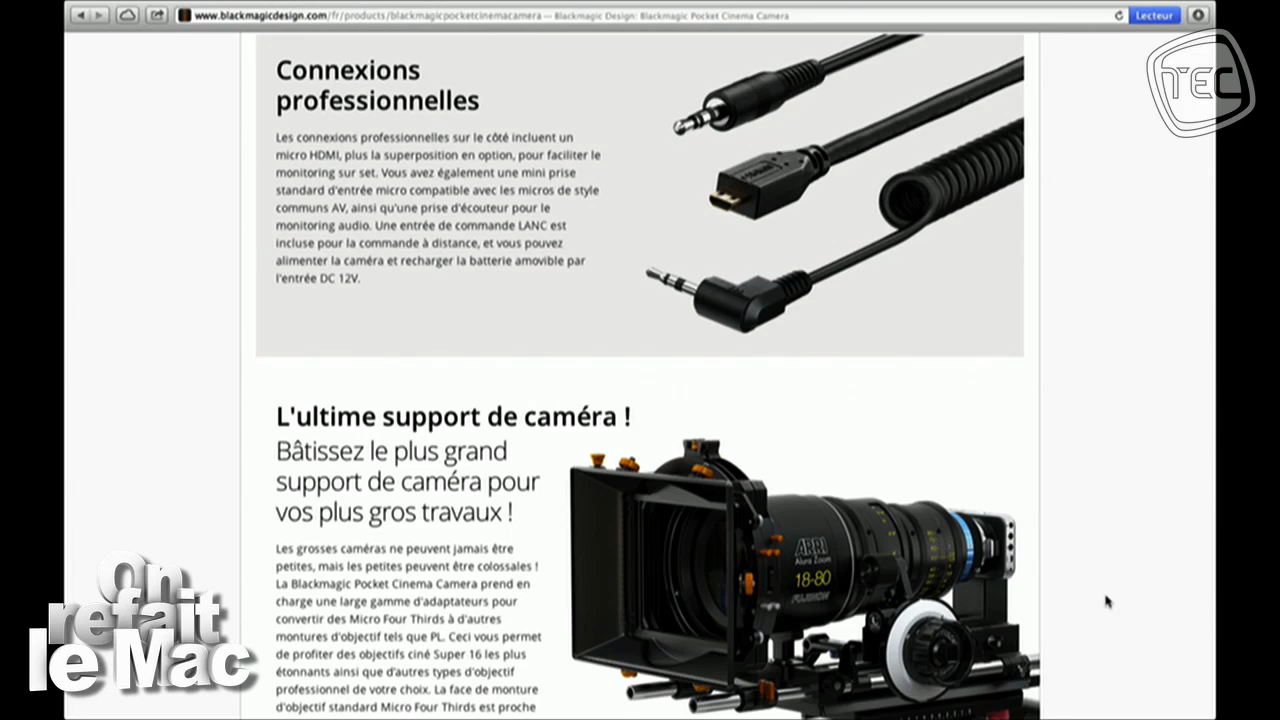 www.blackmagicdesign.com/fr/products/blackmagicpocketcinemacamera — Blackmagic Design: Blackmagic Pocket Cinema Camera
Lecteur
TEC
Connexions
professionnelles
Les connexions professionnelles sur le côté incluent un
micro HDMI, plus la superposition en option, pour faciliter le
monitoring sur set. Vous avez également une mini prise
standard d'entrée micro compatible avec les micros de style
communs AV, ainsi qu'une prise d'écouteur pour le
monitoring audio. Une entrée de commande LANC est
incluse pour la commande à distance, et vous pouvez
alimenter la caméra et recharger la batterie amovible par
l'entrée DC 12V.
HDMI
L'ultime support de caméra !
Bâtissez le plus grand
support de caméra pour
vos plus gros travaux !
Les grosses caméras ne peuvent jamais être
petites, mais les petites peuvent être colossales !
La Blackmagic Pocket Cinema Camera prend en
charge une large gamme d'adaptateurs pour
convertir des Micro Four Thirds à d'autres
montures d'objectif tels que PL. Ceci vous permet
de profiter des objectifs ciné Super 16 les plus
étonnants ainsi que d'autres types d'objectif
professionnel de votre choix. La face de monture
d'objectif standard Micro Four Thirds est proche
ARRI
Alura Zoom
18-80
FUJINON
On
refait
le Mac